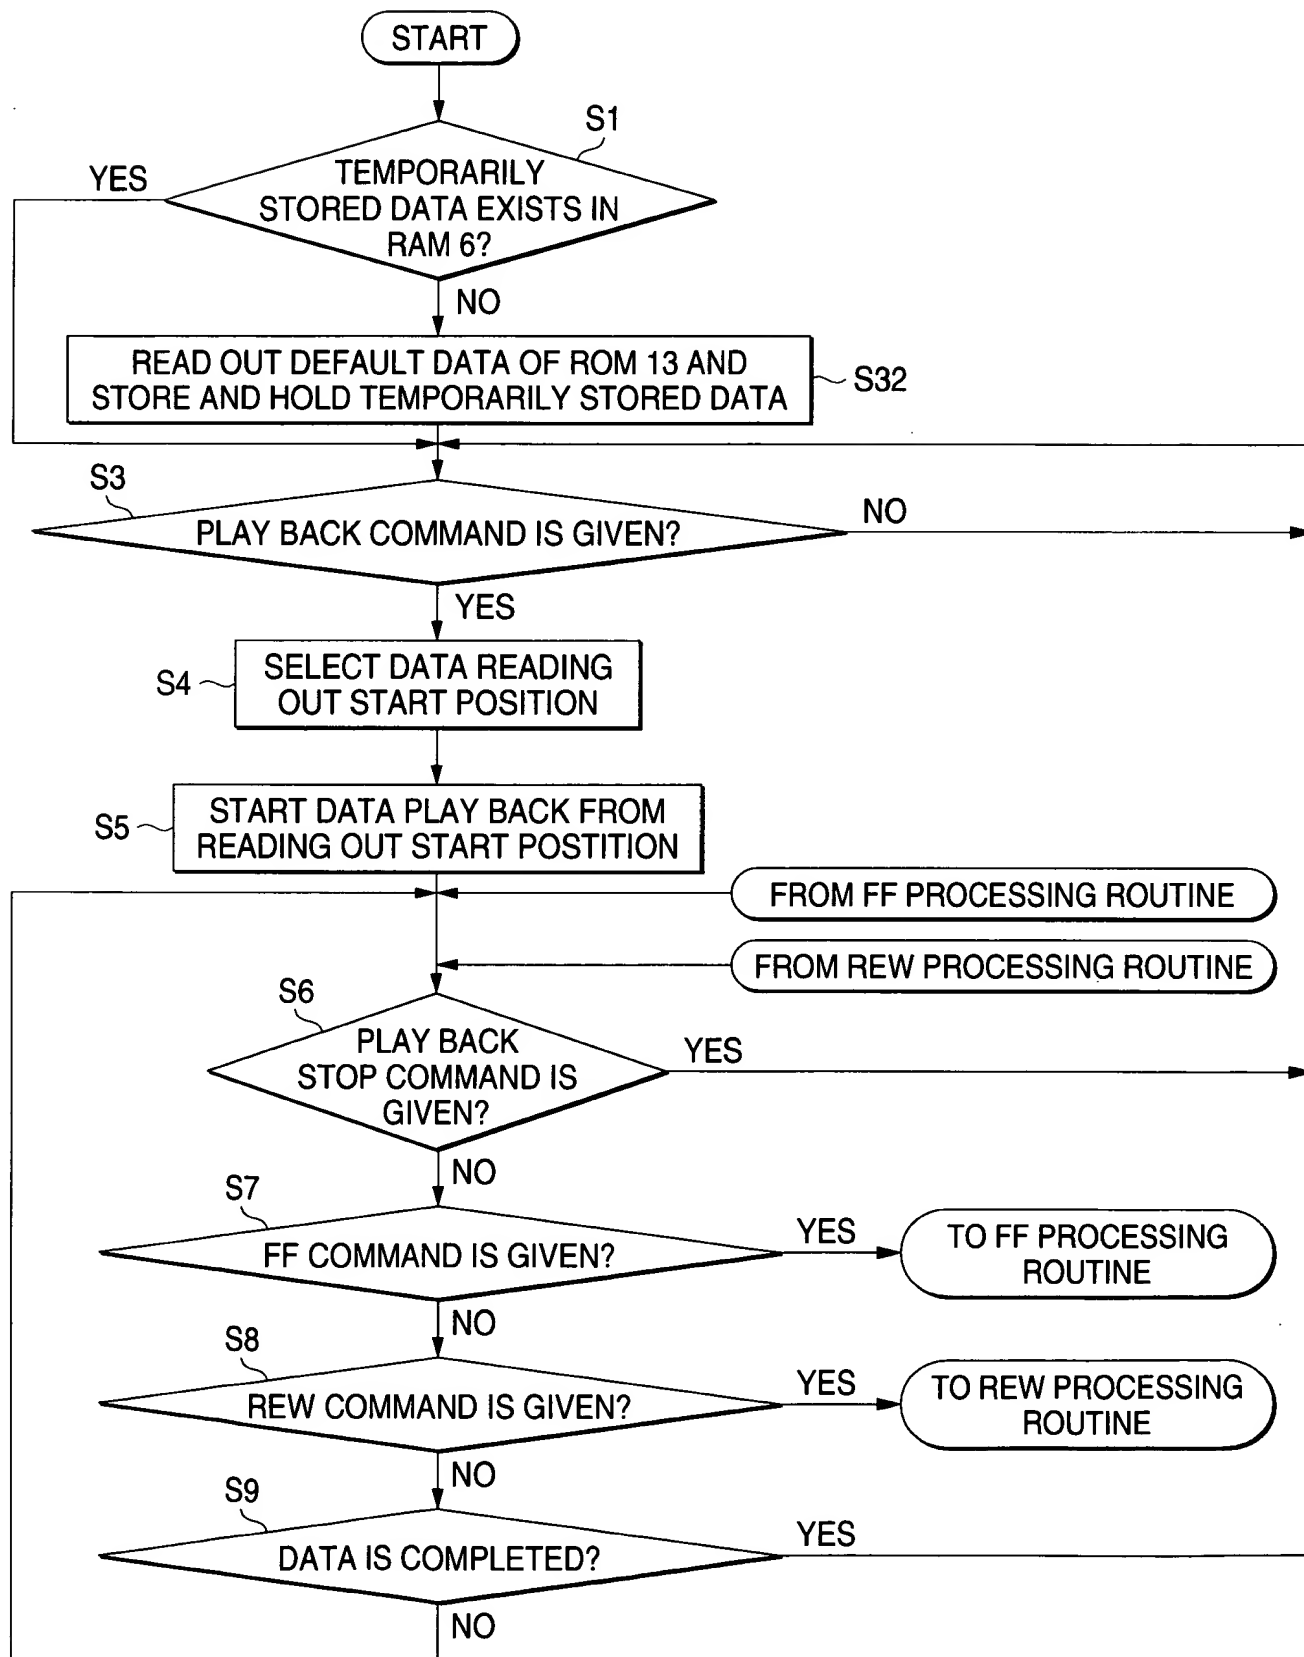 START
S1
YES
TEMPORARILY
STORED DATA EXISTS IN
RAM 6?
NO
READ OUT DEFAULT DATA OF ROM 13 AND
STORE AND HOLD TEMPORARILY STORED DATA
S32
S3
PLAY BACK COMMAND IS GIVEN?
NO
YES
S4
SELECT DATA READING
OUT START POSITION
S5
START DATA PLAY BACK FROM
READING OUT START POSTITION
FROM FF PROCESSING ROUTINE
FROM REW PROCESSING ROUTINE
S6
PLAY BACK
STOP COMMAND IS
GIVEN?
YES
NO
S7
FF COMMAND IS GIVEN?
YES
TO FF PROCESSING
ROUTINE
NO
S8
REW COMMAND IS GIVEN?
YES
TO REW PROCESSING
ROUTINE
NO
S9
DATA IS COMPLETED?
YES
NO